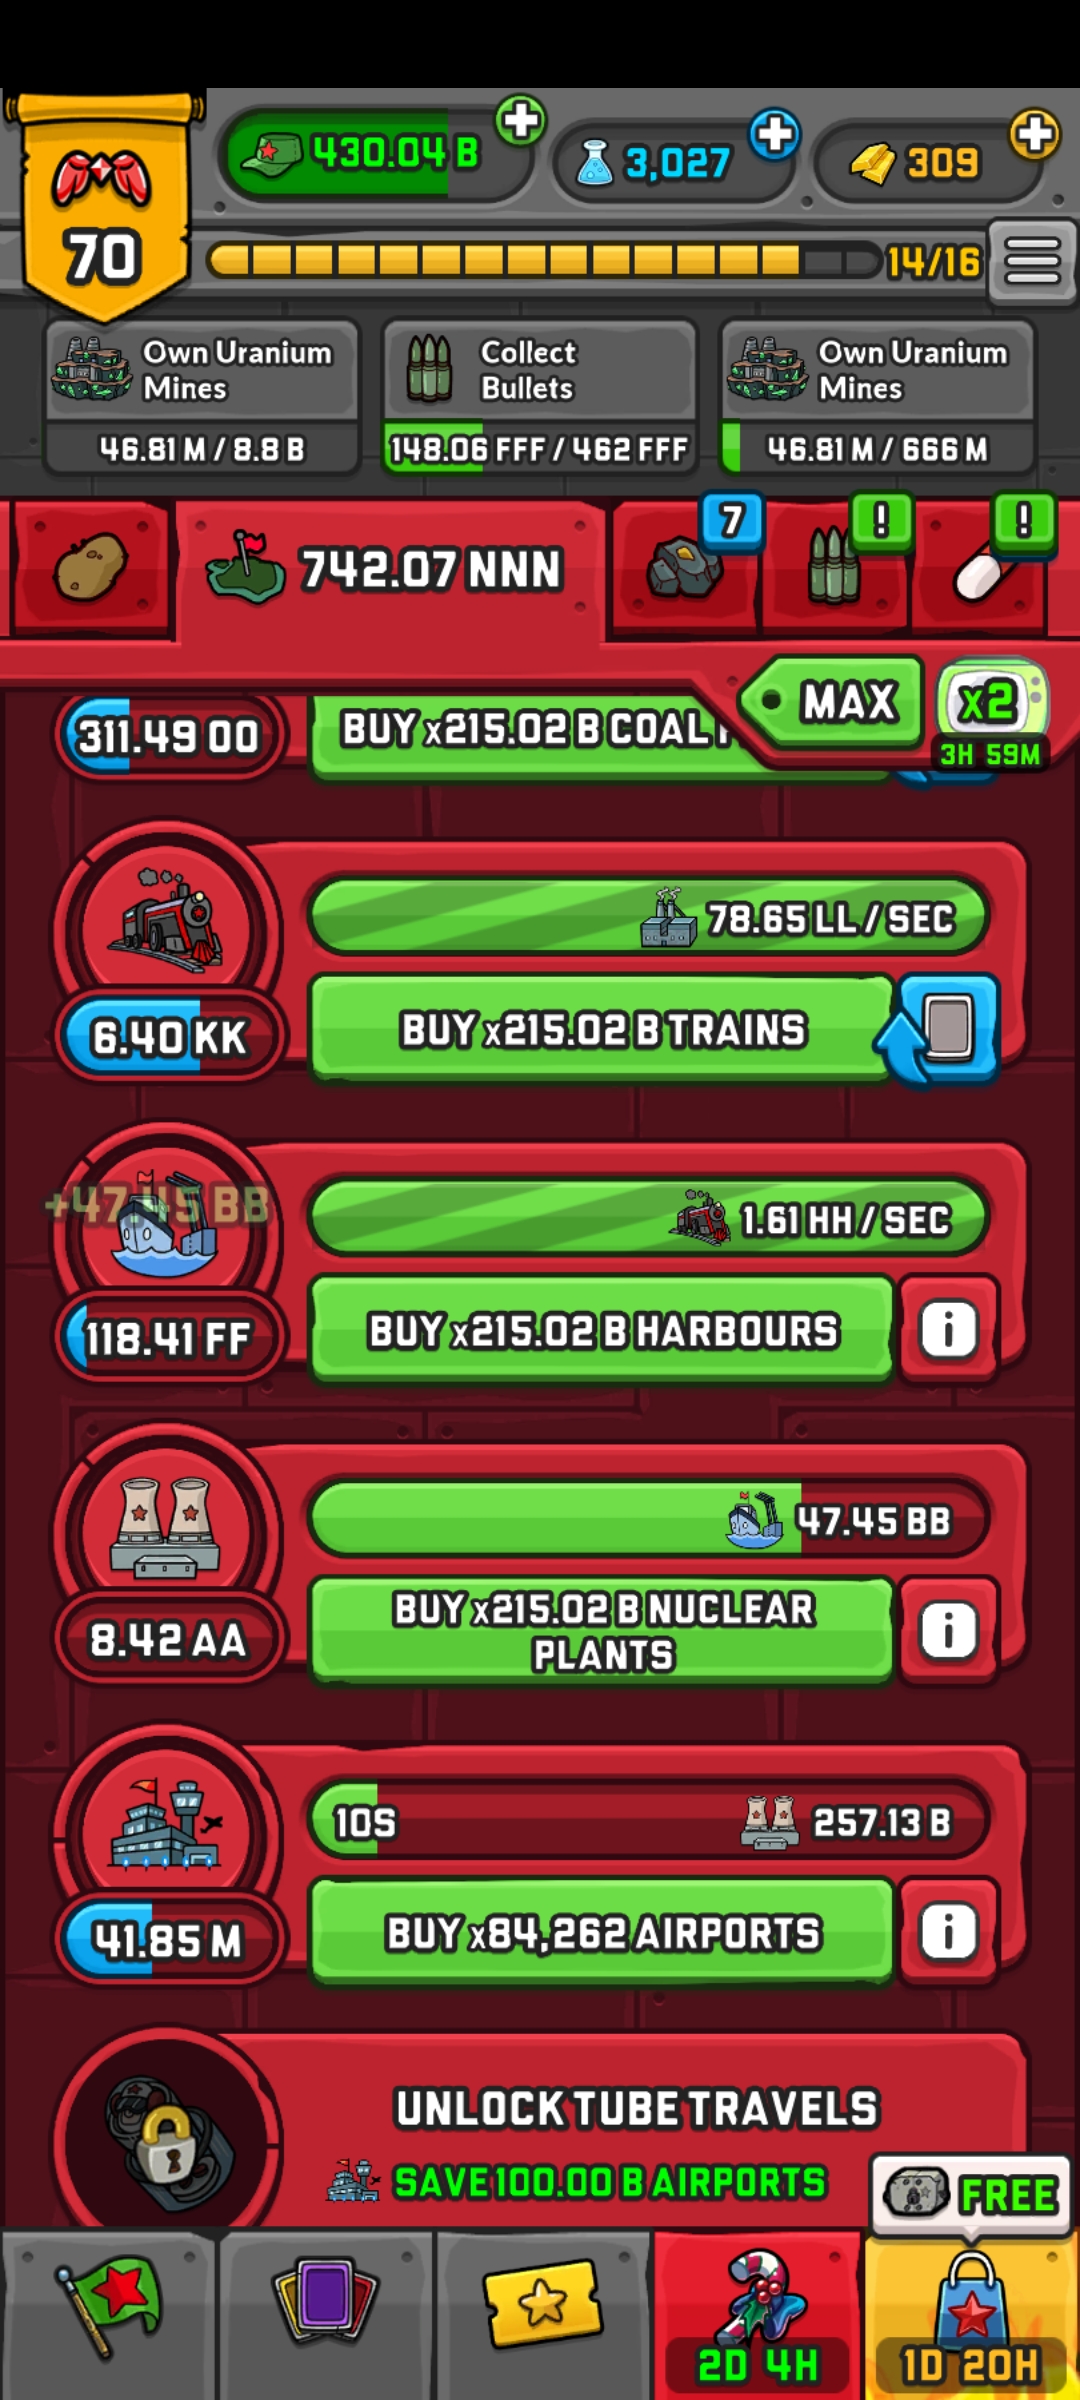 430.04 B
3,027
309
70
14/16
Own Uranium
Mines
46.81 M / 8.8 B
Collect
Bullets
148.06 FFF / 462 FFF
Own Uranium
Mines
46.81 M / 666 M
742.07 NNN
7
!
!
MAX
x2
3H 59M
311.49 OO
BUY x215.02 B COAL
78.65 LL / SEC
6.40 KK
BUY x215.02 B TRAINS
+47.45 BB
1.61 HH / SEC
118.41 FF
BUY x215.02 B HARBOURS
i
47.45 BB
8.42 AA
BUY x215.02 B NUCLEAR
PLANTS
i
10S
257.13 B
41.85 M
BUY x84,262 AIRPORTS
i
UNLOCK TUBE TRAVELS
SAVE 100.00 B AIRPORTS
FREE
2D 4H
1D 20H